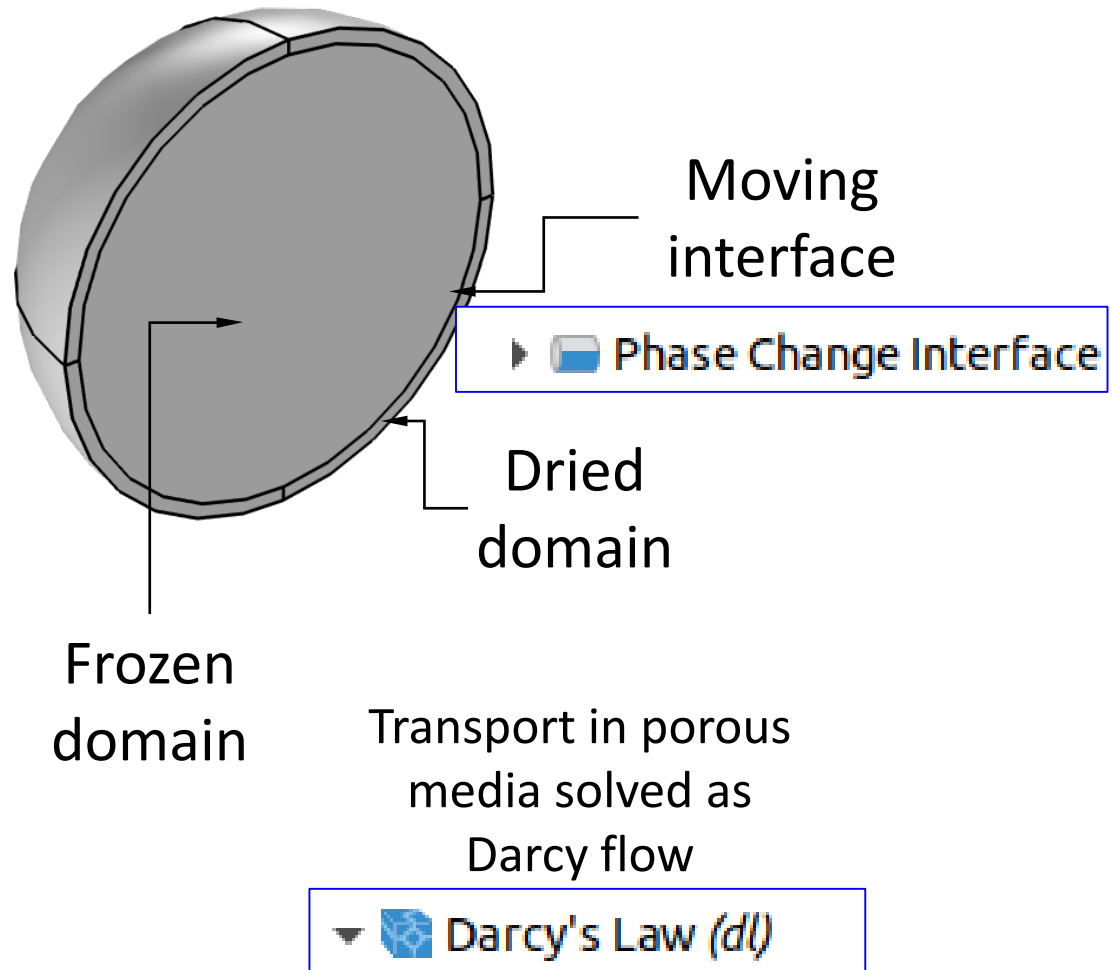 Moving
interface
Phase Change Interface
Dried
domain
Frozen
domain
Transport in porous
media solved as
Darcy flow
Darcy's Law (dl)